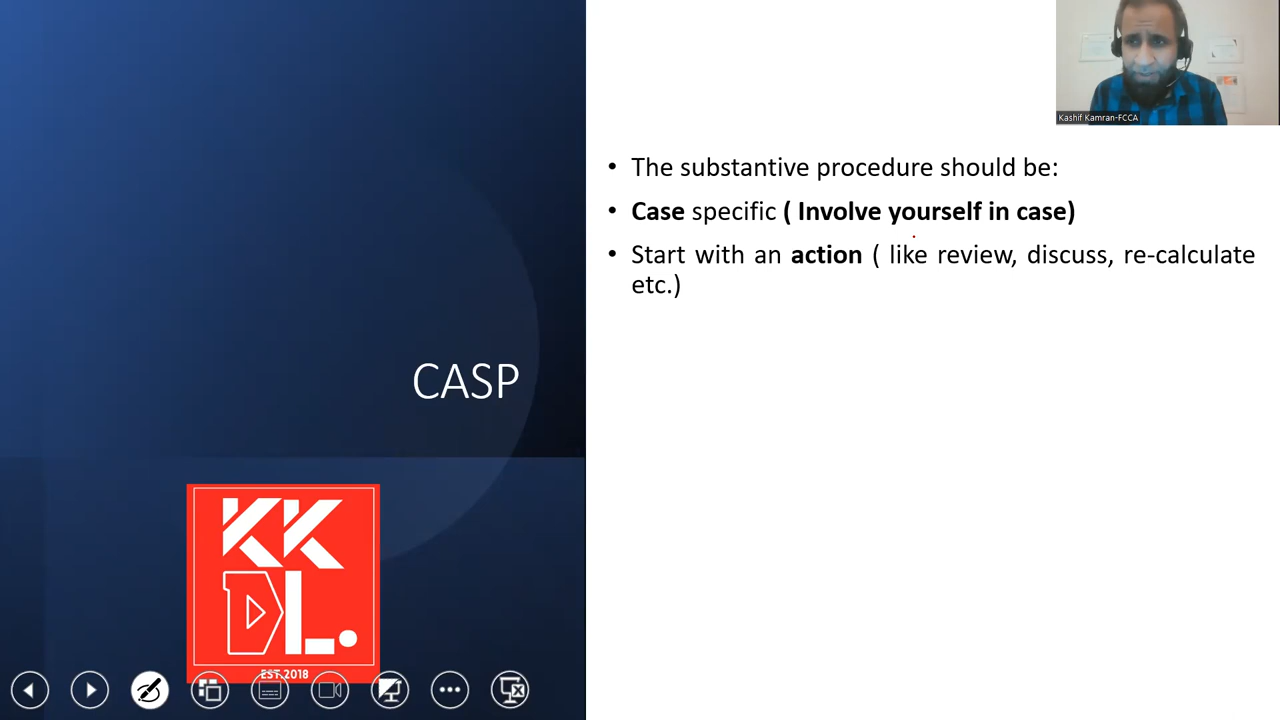 Kashif Kamran-FCCA
• The substantive procedure should be:
• Case specific ( Involve yourself in case)
• Start with an action ( like review, discuss, re-calculate
etc.)
CASP
KK
DL.
EST.2018